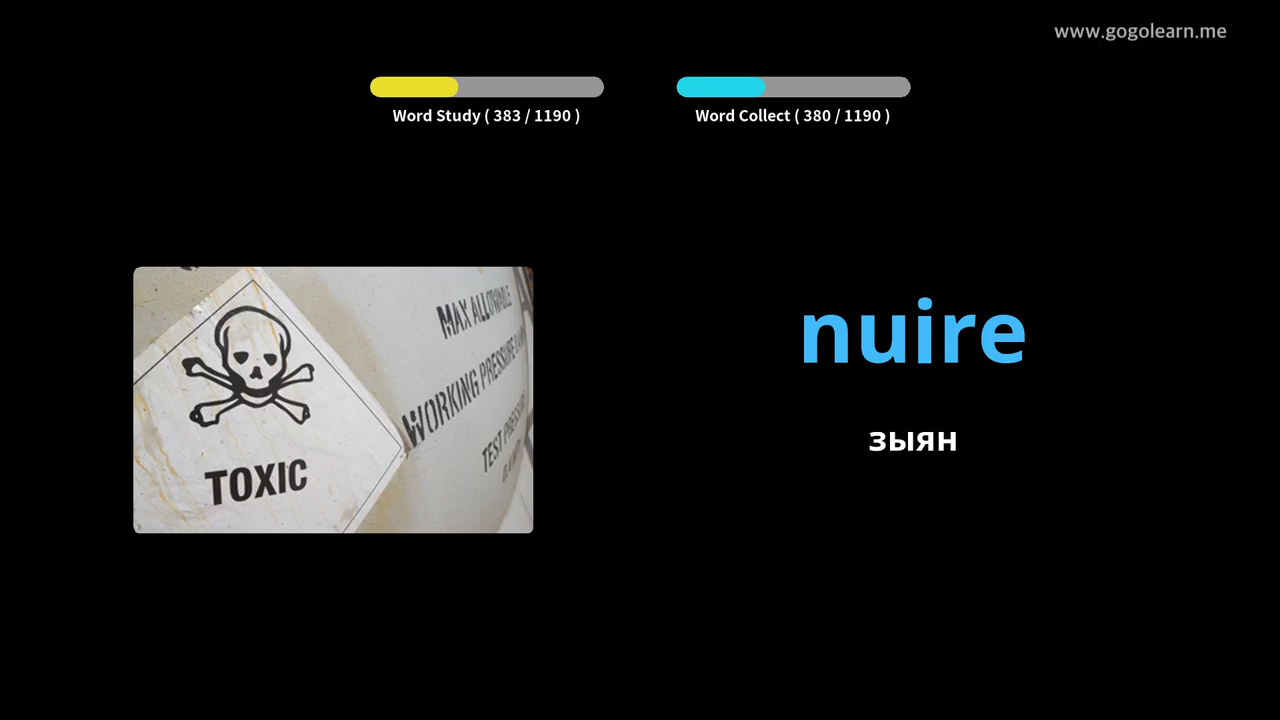 www.gogolearn.me
Word Study ( 383 / 1190 )
Word Collect ( 380 / 1190 )
MAX ALLOWABLE
WORKING PRESSURE
TEST PRESSURE
TOXIC
nuire
зыян